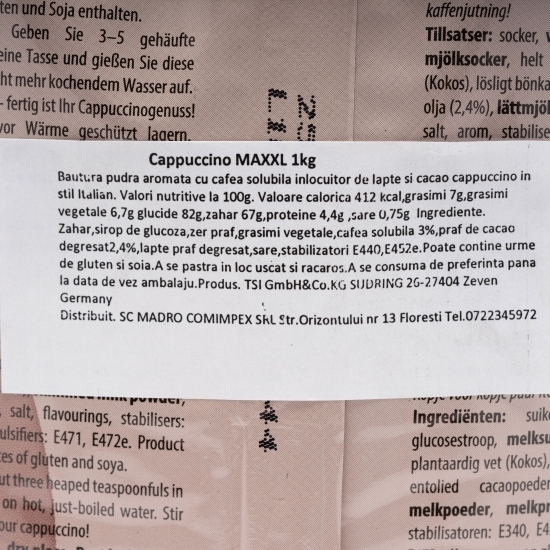 ten und Soja enthalten.
Geben Sie 3–5 gehäufte
eine Tasse und gießen Sie diese
ht mehr kochendem Wasser auf.
- fertig ist Ihr Cappuccinogenuss!
vor Wärme geschützt lagern.
kaffenjutning!
Tillsatser: socker,
mjölksocker, helt
(Kokos), lösligt bönka
olja (2,4%), lättmjöl
salt, arom, stabilise
Cappuccino MAXXL 1kg
Bautura pudra aromata cu cafea solubila inlocuitor de lapte si cacao cappuccino in
stil Italian. Valori nutritive la 100g. Valoare calorica 412 kcal,grasimi 7g,grasimi
vegetale 6,7g glucide 82g,zahar 67g,proteine 4,4g ,sare 0,75g Ingrediente.
Zahar,sirop de glucoza,zer praf,grasimi vegetale,cafea solubila 3%,praf de cacao
degresat2,4%,lapte praf degresat,sare,stabilizatori E440,E452e.Poate contine urme
de gluten si soia.A se pastra in loc uscat si racaros.A se consuma de preferinta pana
la data de vez ambalaju.Produs. TSI GmbH&Co.KG SUDRING 26-27404 Zeven
Germany
Distribuit. SC MADRO COMIMPEX SRL Str.Orizontului nr 13 Floresti Tel.0722345972
milk powder,
, salt, flavourings, stabilisers:
ulsifiers: E471, E472e. Product
es of gluten and soya.
ut three heaped teaspoonfuls in
on hot, just-boiled water. Stir
our cappuccino!
Ingrediënten: suik
glucosestroop, melksu
plantaardig vet (Kokos),
entolied cacaopoeder
melkpoeder, melkpr
stabilisatoren: E340, E4